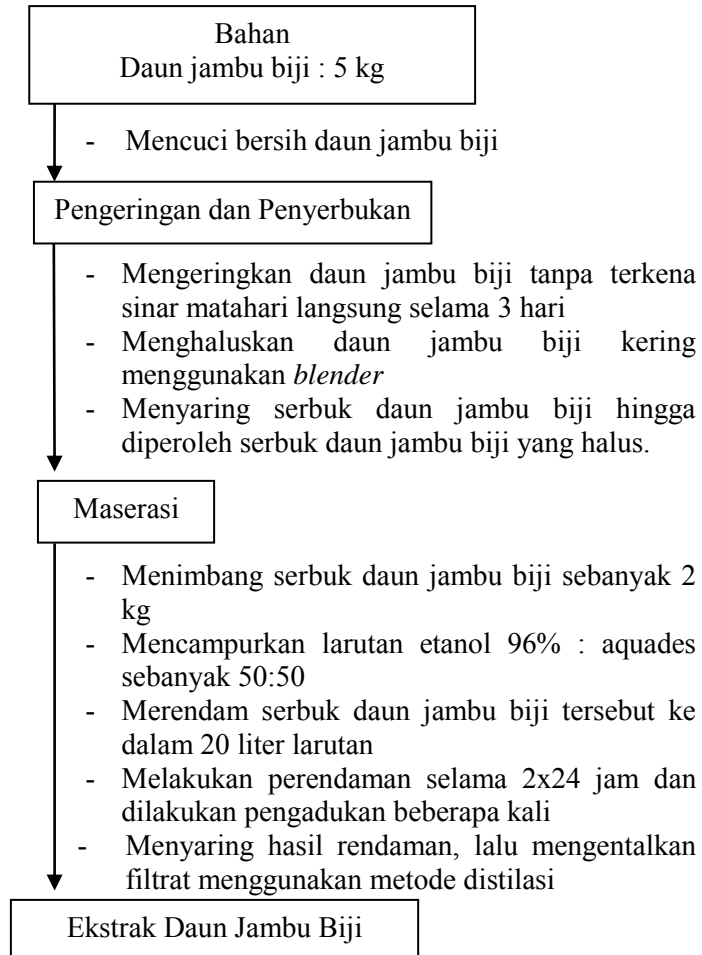 Bahan
Daun jambu biji : 5 kg
- Mencuci bersih daun jambu biji
Pengeringan dan Penyerbukan
- Mengeringkan daun jambu biji tanpa terkena
sinar matahari langsung selama 3 hari
- Menghaluskan daun jambu biji kering
menggunakan blender
- Menyaring serbuk daun jambu biji hingga
diperoleh serbuk daun jambu biji yang halus.
Maserasi
- Menimbang serbuk daun jambu biji sebanyak 2
kg
- Mencampurkan larutan etanol 96% : aquades
sebanyak 50:50
- Merendam serbuk daun jambu biji tersebut ke
dalam 20 liter larutan
- Melakukan perendaman selama 2x24 jam dan
dilakukan pengadukan beberapa kali
- Menyaring hasil rendaman, lalu mengentalkan
filtrat menggunakan metode distilasi
Ekstrak Daun Jambu Biji